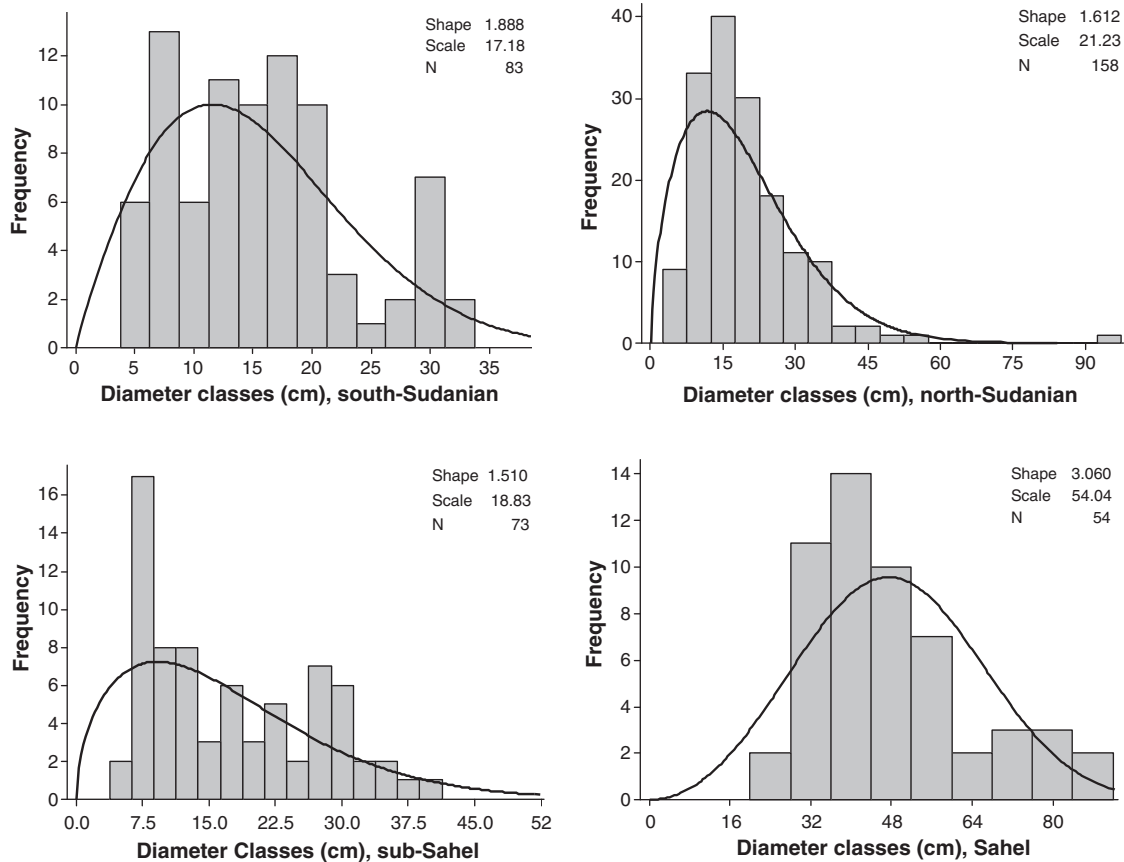 Shape 1.888
Scale 17.18
N 83
12
10
8
6
4
2
0
Frequency
0 5 10 15 20 25 30 35
Diameter classes (cm), south-Sudanian
Shape 1.612
Scale 21.23
N 158
40
30
20
10
0
Frequency
0 15 30 45 60 75 90
Diameter classes (cm), north-Sudanian
Shape 1.510
Scale 18.83
N 73
16
14
12
10
8
6
4
2
0
Frequency
0.0 7.5 15.0 22.5 30.0 37.5 45.0 52
Diameter Classes (cm), sub-Sahel
Shape 3.060
Scale 54.04
N 54
14
12
10
8
6
4
2
0
Frequency
0 16 32 48 64 80
Diameter classes (cm), Sahel